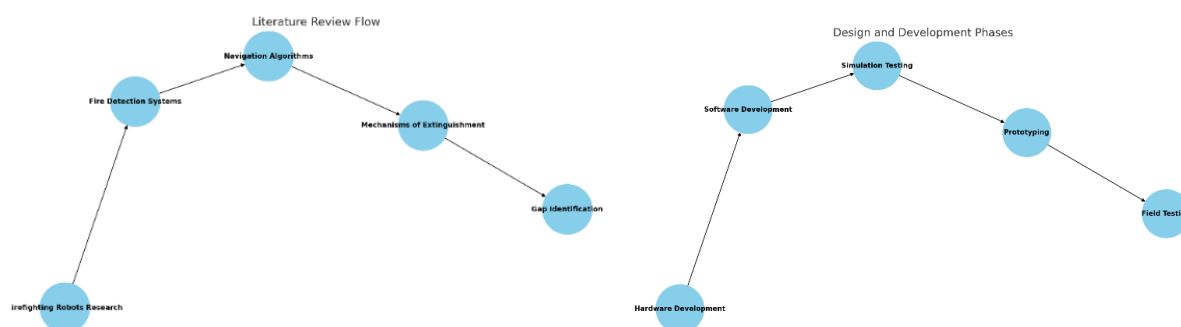 Literature Review Flow
Navigation Algorithms
Fire Detection Systems
Mechanisms of Extinguishment
Gap Identification
irefighting Robots Research
Design and Development Phases
Simulation Testing
Software Development
Prototyping
Field Testi
Hardware Development